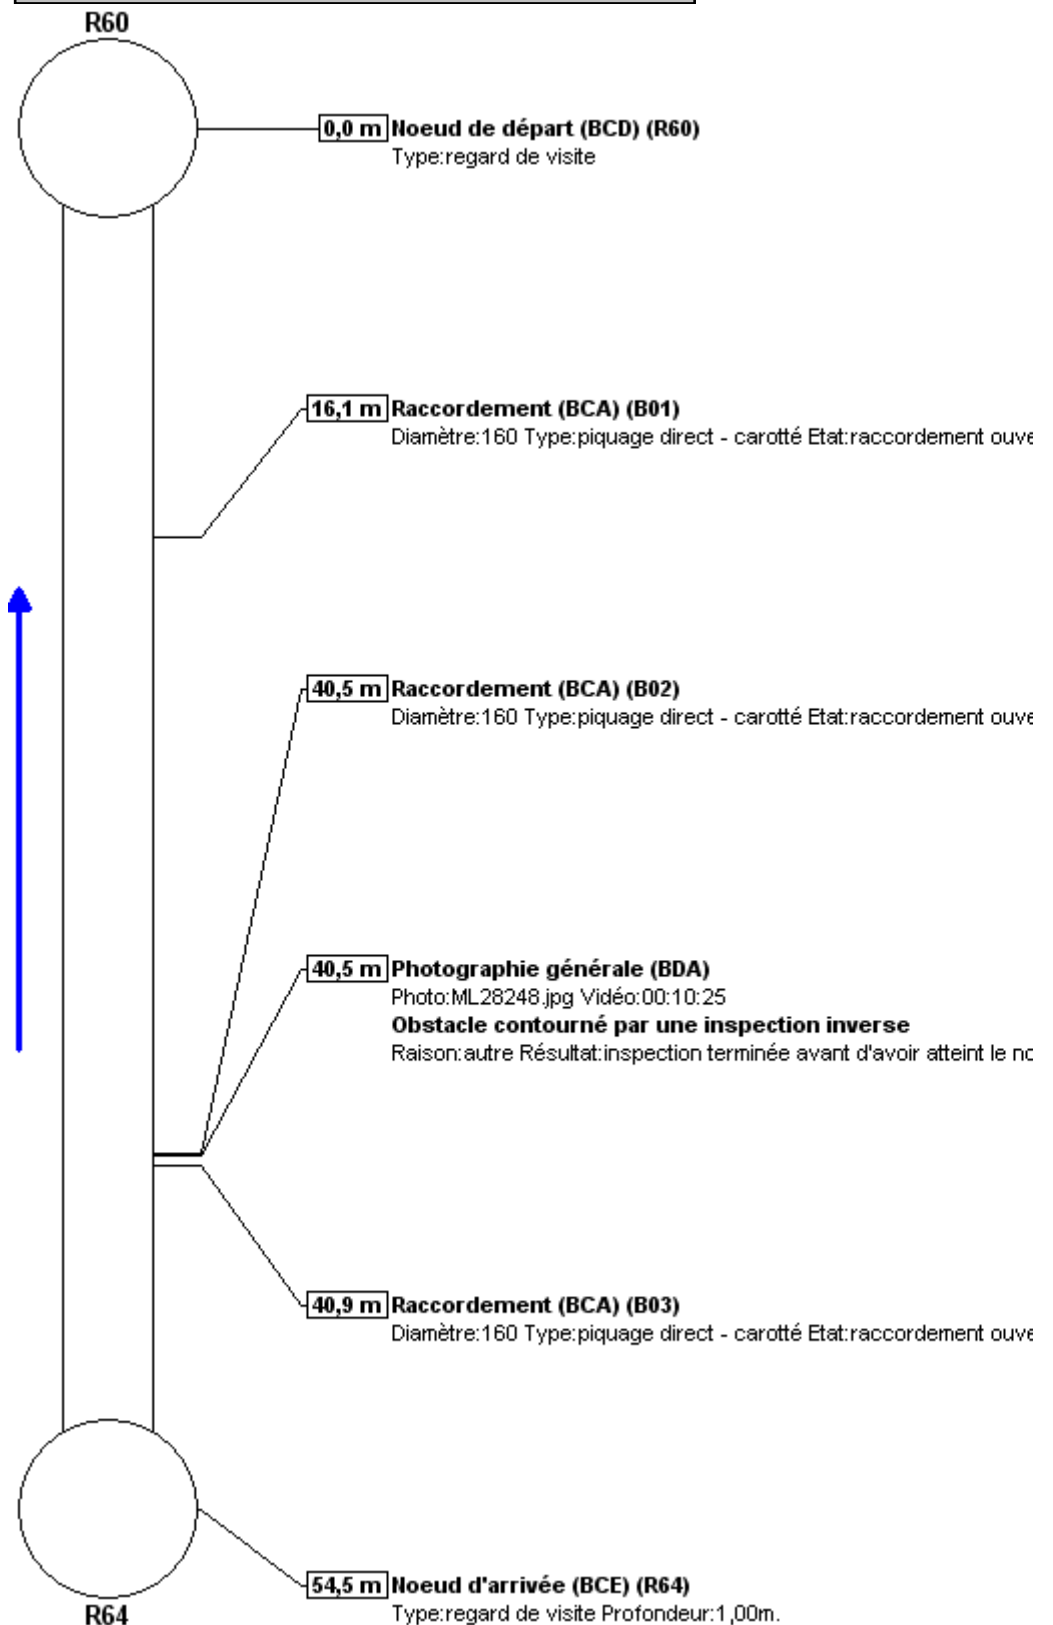 R60
0,0 m Noeud de départ (BCD) (R60)
Type:regard de visite
16,1 m Raccordement (BCA) (B01)
Diamètre:160 Type:piquage direct - carotté Etat:raccordement ouve
40,5 m Raccordement (BCA) (B02)
Diamètre:160 Type:piquage direct - carotté Etat:raccordement ouve
40,5 m Photographie générale (BDA)
Photo:ML28248.jpg Vidéo:00:10:25
Obstacle contourné par une inspection inverse
Raison:autre Résultat:inspection terminée avant d'avoir atteint le no
40,9 m Raccordement (BCA) (B03)
Diamètre:160 Type:piquage direct - carotté Etat:raccordement ouve
54,5 m Noeud d'arrivée (BCE) (R64)
Type:regard de visite Profondeur:1,00m.
R64